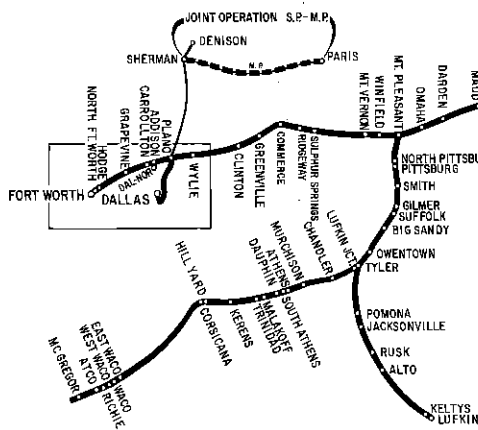 JOINT OPERATION S.P.-M.P.
DENISON
SHERMAN
M.P.
PARIS
NORTH FT. WORTH
HODGE
GRAPEVINE
CARROLLTON
ADDISON
PLANO
DAL-NOR
FORT WORTH
DALLAS
WYLIE
CLINTON
GREENVILLE
COMMERCE
RIDGEWAY
SULPHUR SPRINGS
MT. VERNON
WINFIELD
MT. PLEASANT
OMAHA
DARDEN
NORTH PITTSBU
PITTSBURG
SMITH
GILMER
SUFFOLK
BIG SANDY
OWENTOWN
TYLER
LUFKIN JCT.
CHANDLER
MURCHISON
ATHENS
DAUPHIN
SOUTH ATHENS
MALAKOFF
TRINIDAD
KERENS
CORSICANA
HILL YARD
POMONA
JACKSONVILLE
RUSK
ALTO
KELTYS
LUFKIN
EAST WACO
WEST WACO
WACO
ATCO
RICHIE
MC GREGOR